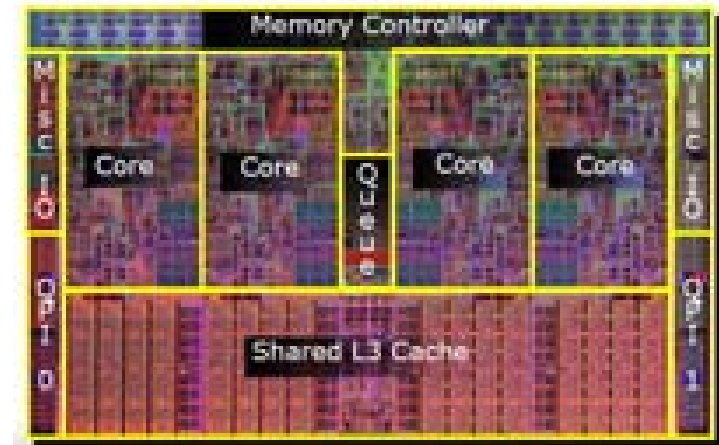 Memory Controller
Misc IO
Core
Core
Queue
Core
Core
Misc IO
QPI 0
Shared L3 Cache
QPI 1